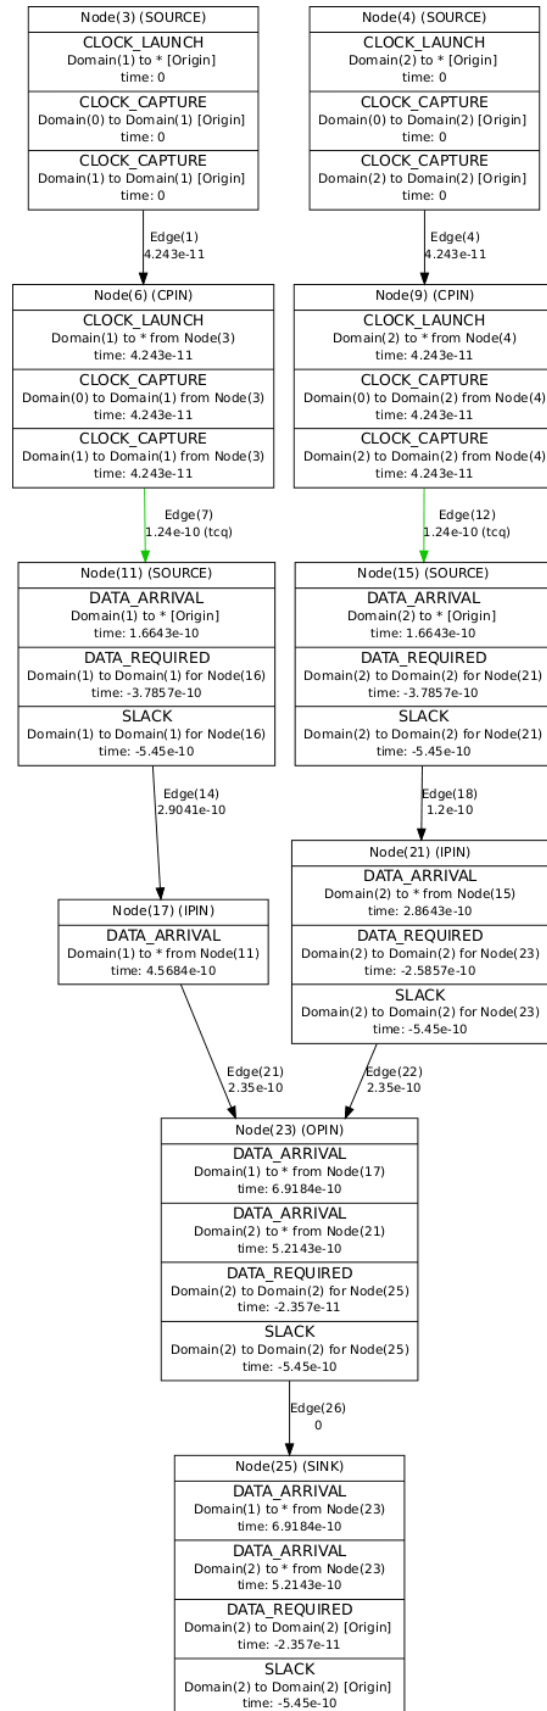 Node(3) (SOURCE)
CLOCK_LAUNCH
Domain(1) to * [Origin]
time: 0
CLOCK_CAPTURE
Domain(0) to Domain(1) [Origin]
time: 0
CLOCK_CAPTURE
Domain(1) to Domain(1) [Origin]
time: 0
Node(4) (SOURCE)
CLOCK_LAUNCH
Domain(2) to * [Origin]
time: 0
CLOCK_CAPTURE
Domain(0) to Domain(2) [Origin]
time: 0
CLOCK_CAPTURE
Domain(2) to Domain(2) [Origin]
time: 0
Edge(1)
4.243e-11
Edge(4)
4.243e-11
Node(6) (CPIN)
CLOCK_LAUNCH
Domain(1) to * from Node(3)
time: 4.243e-11
CLOCK_CAPTURE
Domain(0) to Domain(1) from Node(3)
time: 4.243e-11
CLOCK_CAPTURE
Domain(1) to Domain(1) from Node(3)
time: 4.243e-11
Node(9) (CPIN)
CLOCK_LAUNCH
Domain(2) to * from Node(4)
time: 4.243e-11
CLOCK_CAPTURE
Domain(0) to Domain(2) from Node(4)
time: 4.243e-11
CLOCK_CAPTURE
Domain(2) to Domain(2) from Node(4)
time: 4.243e-11
Edge(7)
1.24e-10 (tcq)
Edge(12)
1.24e-10 (tcq)
Node(11) (SOURCE)
DATA_ARRIVAL
Domain(1) to * [Origin]
time: 1.6643e-10
DATA_REQUIRED
Domain(1) to Domain(1) for Node(16)
time: -3.7857e-10
SLACK
Domain(1) to Domain(1) for Node(16)
time: -5.45e-10
Node(15) (SOURCE)
DATA_ARRIVAL
Domain(2) to * [Origin]
time: 1.6643e-10
DATA_REQUIRED
Domain(2) to Domain(2) for Node(21)
time: -3.7857e-10
SLACK
Domain(2) to Domain(2) for Node(21)
time: -5.45e-10
Edge(14)
2.9041e-10
Edge(18)
1.2e-10
Node(17) (IPIN)
DATA_ARRIVAL
Domain(1) to * from Node(11)
time: 4.5684e-10
Node(21) (IPIN)
DATA_ARRIVAL
Domain(2) to * from Node(15)
time: 2.8643e-10
DATA_REQUIRED
Domain(2) to Domain(2) for Node(23)
time: -2.5857e-10
SLACK
Domain(2) to Domain(2) for Node(23)
time: -5.45e-10
Edge(21)
2.35e-10
Edge(22)
2.35e-10
Node(23) (OPIN)
DATA_ARRIVAL
Domain(1) to * from Node(17)
time: 6.9184e-10
DATA_ARRIVAL
Domain(2) to * from Node(21)
time: 5.2143e-10
DATA_REQUIRED
Domain(2) to Domain(2) for Node(25)
time: -2.357e-11
SLACK
Domain(2) to Domain(2) for Node(25)
time: -5.45e-10
Edge(26)
0
Node(25) (SINK)
DATA_ARRIVAL
Domain(1) to * from Node(23)
time: 6.9184e-10
DATA_ARRIVAL
Domain(2) to * from Node(23)
time: 5.2143e-10
DATA_REQUIRED
Domain(2) to Domain(2) [Origin]
time: -2.357e-11
SLACK
Domain(2) to Domain(2) [Origin]
time: -5.45e-10